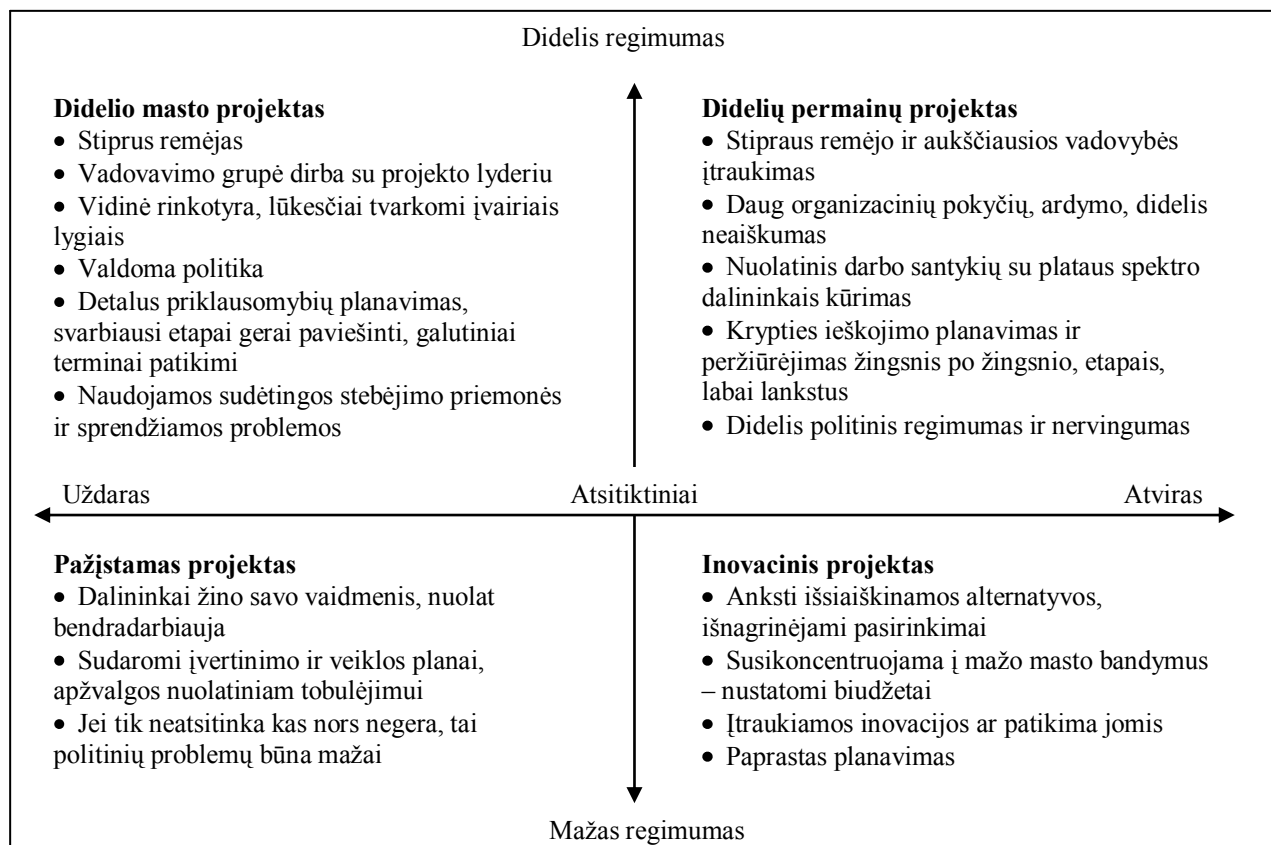 Didelis regimumas
Didelio masto projektas
• Stiprus remėjas
• Vadovavimo grupė dirba su projekto lyderiu
• Vidinė rinkotyra, lūkesčiai tvarkomi įvairiais
lygiais
• Valdoma politika
• Detalus priklausomybių planavimas,
svarbiausi etapai gerai paviešinti, galutiniai
terminai patikimi
• Naudojamos sudėtingos stebėjimo priemonės
ir sprendžiamos problemos
Didelių permainų projektas
• Stipraus remėjo ir aukščiausios vadovybės
įtraukimas
• Daug organizacinių pokyčių, ardymo, didelis
neaiškumas
• Nuolatinis darbo santykių su plataus spektro
dalininkais kūrimas
• Krypties ieškojimo planavimas ir
peržiūrėjimas žingsnis po žingsnio, etapais,
labai lankstus
• Didelis politinis regimumas ir nervingumas
Uždaras
Atsitiktiniai
Atviras
Pažįstamas projektas
• Dalininkai žino savo vaidmenis, nuolat
bendradarbiauja
• Sudaromi įvertinimo ir veiklos planai,
apžvalgos nuolatiniam tobulėjimui
• Jei tik neatsitinka kas nors negera, tai
politinių problemų būna mažai
Inovacinis projektas
• Anksti išsiaiškinamos alternatyvos,
išnagrinėjami pasirinkimai
• Susikoncentruojama į mažo masto bandymus
– nustatomi biudžetai
• Įtraukiamos inovacijos ar patikima jomis
• Paprastas planavimas
Mažas regimumas